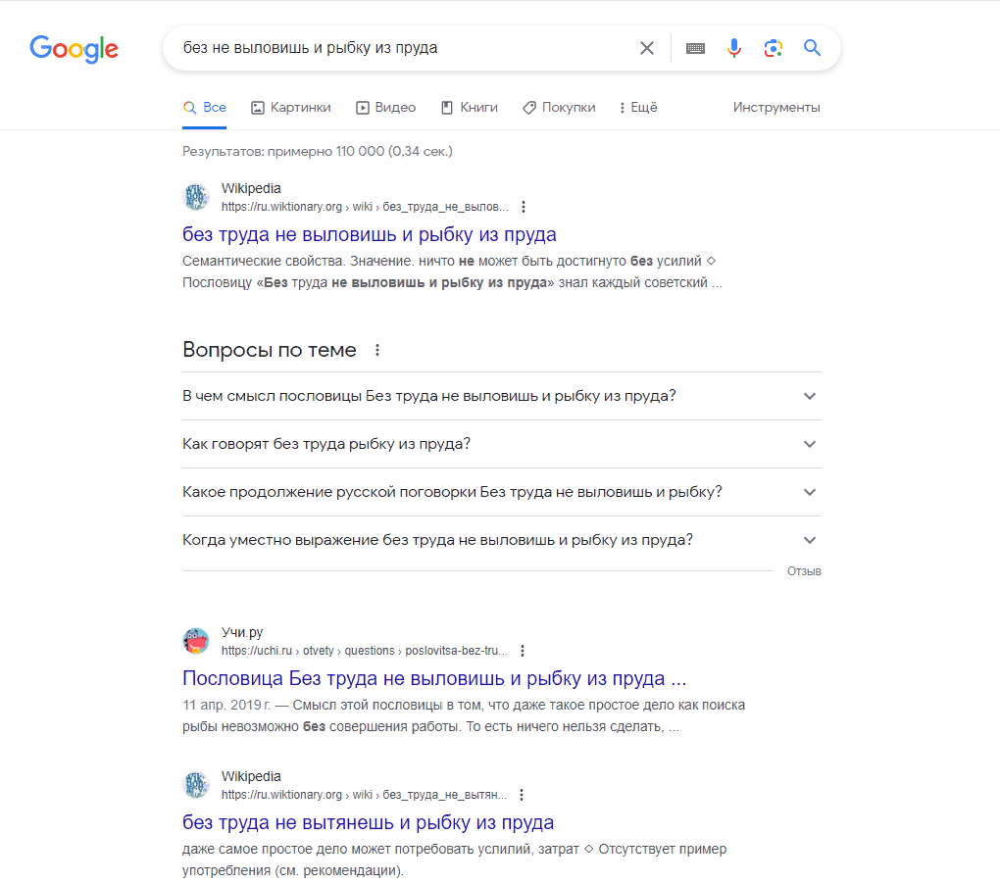 Google
без не выловишь и рыбку из пруда
Все
Картинки
Видео
Книги
Покупки
Ещё
Инструменты
Результатов: примерно 110 000 (0,34 сек.)
Wikipedia
https://ru.wiktionary.org › wiki › без_труда_не_вылов...
без труда не выловишь и рыбку из пруда
Семантические свойства. Значение. ничто не может быть достигнуто без усилий ◇
Пословицу «Без труда не выловишь и рыбку из пруда» знал каждый советский ...
Вопросы по теме
В чем смысл пословицы Без труда не выловишь и рыбку из пруда?
Как говорят без труда рыбку из пруда?
Какое продолжение русской поговорки Без труда не выловишь и рыбку?
Когда уместно выражение без труда не выловишь и рыбку из пруда?
Отзыв
Учи.ру
https://uchi.ru › otvety › questions › poslovitsa-bez-tru...
Пословица Без труда не выловишь и рыбку из пруда ...
11 апр. 2019 г. — Смысл этой пословицы в том, что даже такое простое дело как поиска
рыбы невозможно без совершения работы. То есть ничего нельзя сделать, ...
Wikipedia
https://ru.wiktionary.org › wiki › без_труда_не_вытян...
без труда не вытянешь и рыбку из пруда
даже самое простое дело может потребовать успилий, затрат ◇ Отсутствует пример
употребления (см. рекомендации).